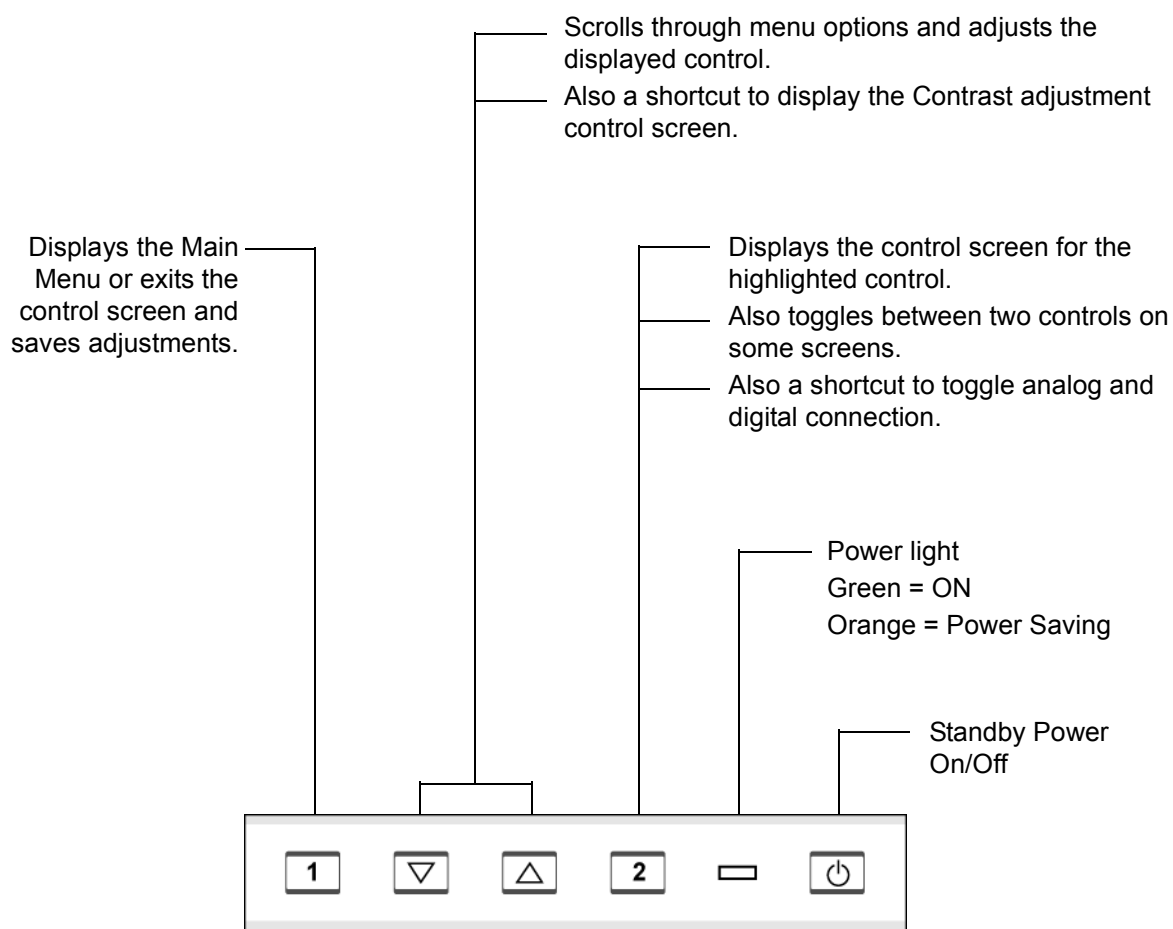 Scrolls through menu options and adjusts the
displayed control.
Also a shortcut to display the Contrast adjustment
control screen.
Displays the Main
Menu or exits the
control screen and
saves adjustments.
Displays the control screen for the
highlighted control.
Also toggles between two controls on
some screens.
Also a shortcut to toggle analog and
digital connection.
Power light
Green = ON
Orange = Power Saving
Standby Power
On/Off
1 2